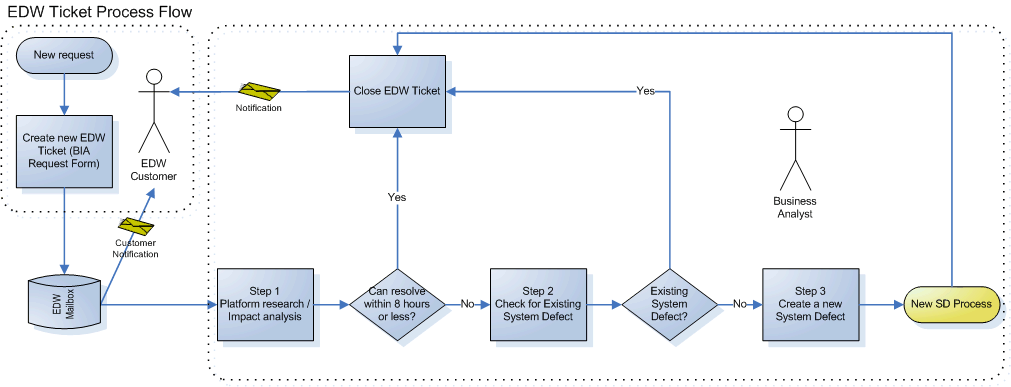 EDW Ticket Process Flow
New request
Create new EDW
Ticket (BIA
Request Form)
EDW
Customer
Notification
Close EDW Ticket
Yes
Yes
Business
Analyst
Customer
Notification
EDW
Mailbox
Step 1
Platform research /
Impact analysis
Can resolve
within 8 hours
or less?
No
Step 2
Check for Existing
System Defect
Existing
System
Defect?
No
Step 3
Create a new
System Defect
New SD Process